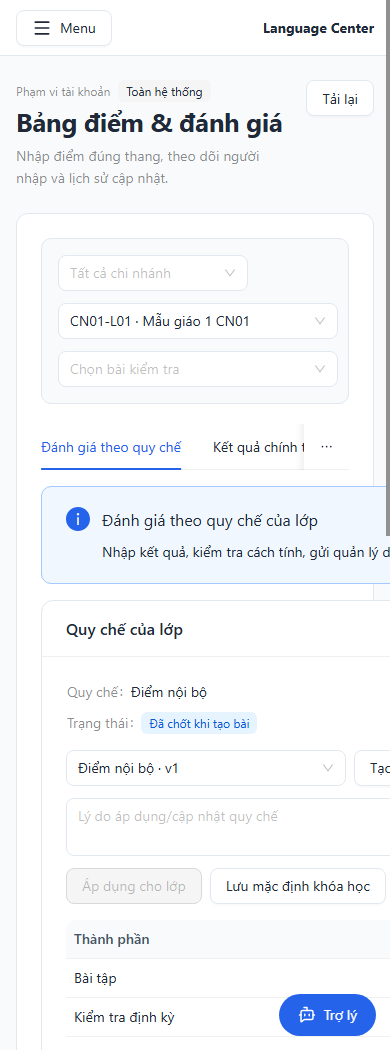 Menu
Language Center
Phạm vi tài khoản Toàn hệ thống
Tải lại
Bảng điểm & đánh giá
Nhập điểm đúng thang, theo dõi người
nhập và lịch sử cập nhật.
Tất cả chi nhánh
CN01-L01 · Mẫu giáo 1 CN01
Chọn bài kiểm tra
Đánh giá theo quy chế
Kết quả chính t
···
Đánh giá theo quy chế của lớp
Nhập kết quả, kiểm tra cách tính, gửi quản lý d
Quy chế của lớp
Quy chế: Điểm nội bộ
Trạng thái: Đã chốt khi tạo bài
Điểm nội bộ · v1
Tạo
Lý do áp dụng/cập nhật quy chế
Áp dụng cho lớp
Lưu mặc định khóa học
Thành phần
Bài tập
Kiểm tra định kỳ
Trợ lý